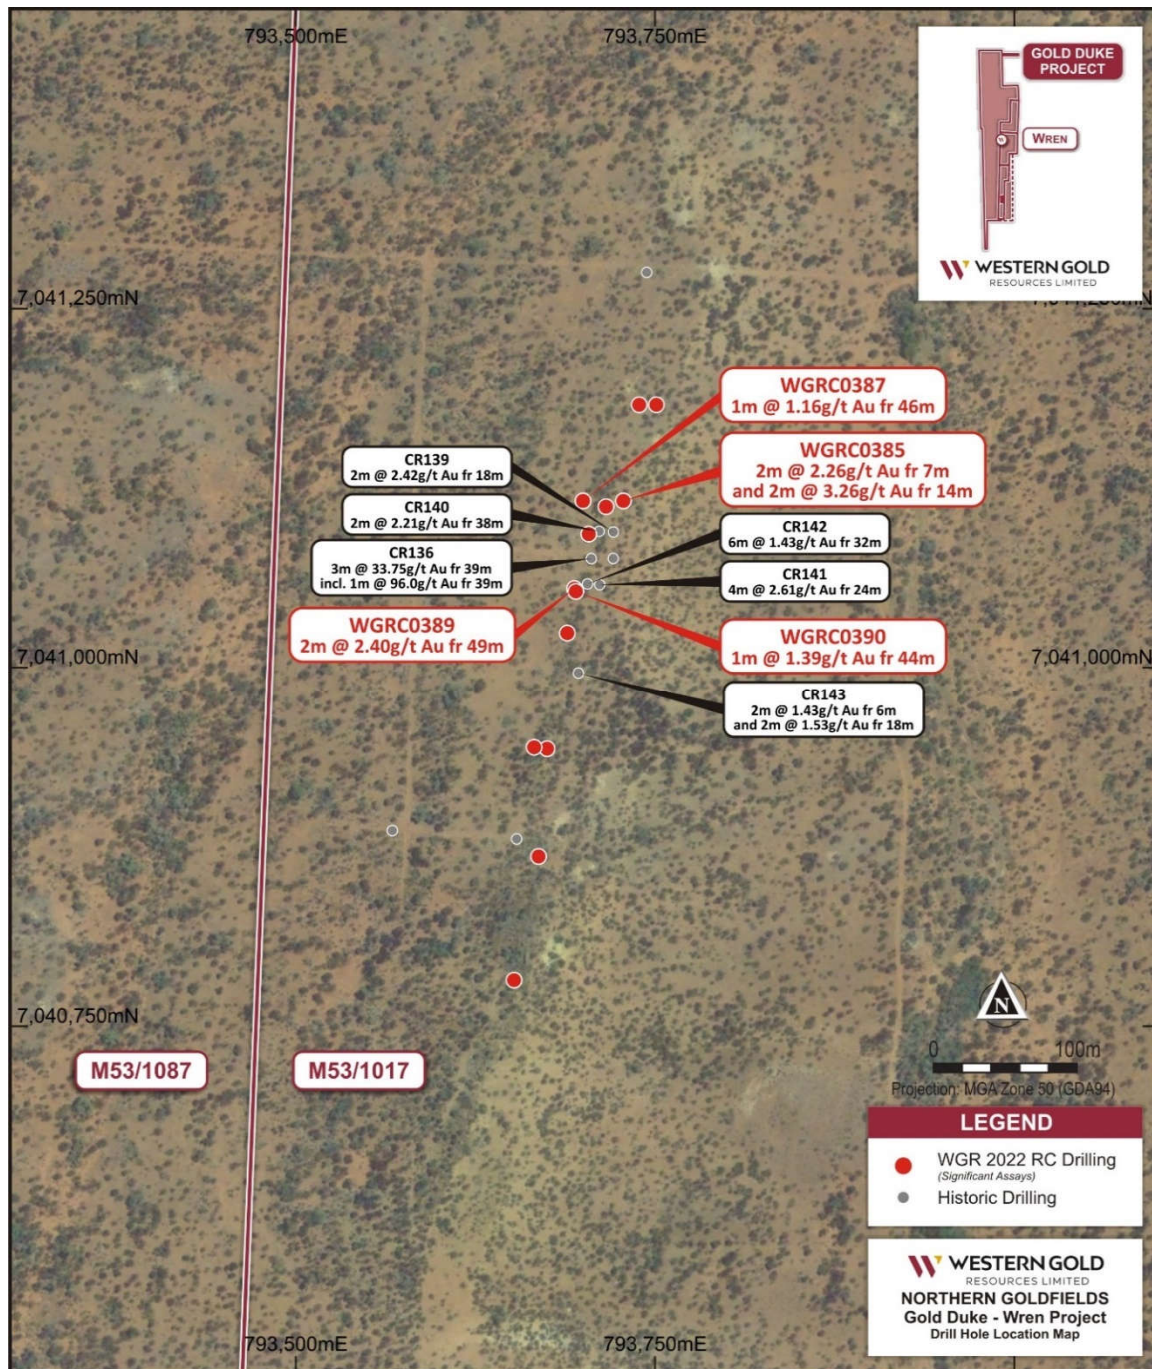 793,500mE
793,750mE
GOLD DUKE
PROJECT
WREN
WESTERN GOLD
RESOURCES LIMITED
7,041,250mN
WGRC0387
1m @ 1.16g/t Au fr 46m
WGRC0385
2m @ 2.26g/t Au fr 7m
and 2m @ 3.26g/t Au fr 14m
CR139
2m @ 2.42g/t Au fr 18m
CR140
2m @ 2.21g/t Au fr 38m
CR142
6m @ 1.43g/t Au fr 32m
CR136
3m @ 33.75g/t Au fr 39m
incl. 1m @ 96.0g/t Au fr 39m
CR141
4m @ 2.61g/t Au fr 24m
WGRC0389
2m @ 2.40g/t Au fr 49m
WGRC0390
1m @ 1.39g/t Au fr 44m
7,041,000mN
7,041,000mN
CR143
2m @ 1.43g/t Au fr 6m
and 2m @ 1.53g/t Au fr 18m
7,040,750mN
N
0 100m
Projection: MGA Zone 50 (GDA94)
M53/1087
M53/1017
LEGEND
WGR 2022 RC Drilling
(Significant Assays)
Historic Drilling
WESTERN GOLD
RESOURCES LIMITED
NORTHERN GOLDFIELDS
Gold Duke - Wren Project
Drill Hole Location Map
793,500mE
793,750mE